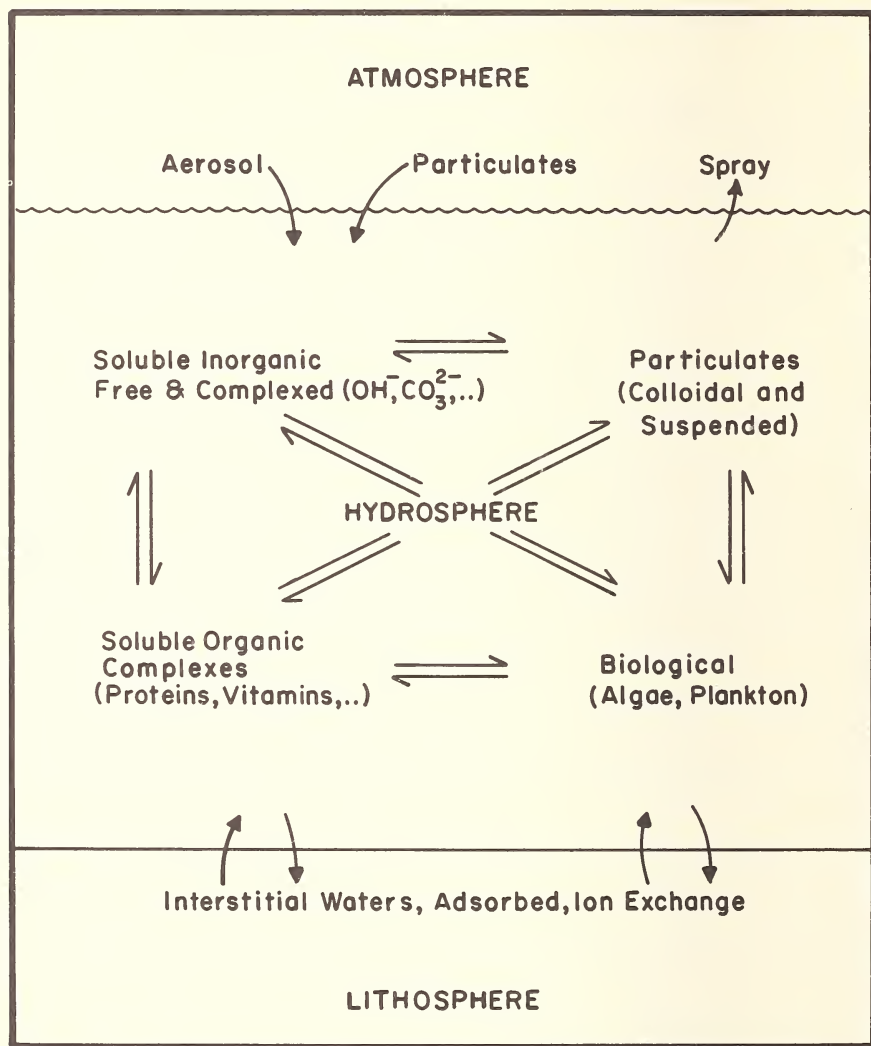 ATMOSPHERE
Aerosol Particulates Spray
Soluble Inorganic
Free & Complexed (OH⁻,CO₃²⁻,..)
Particulates
(Colloidal and
Suspended)
HYDROSPHERE
Soluble Organic
Complexes
(Proteins,Vitamins,..)
Biological
(Algae, Plankton)
Interstitial Waters, Adsorbed, Ion Exchange
LITHOSPHERE